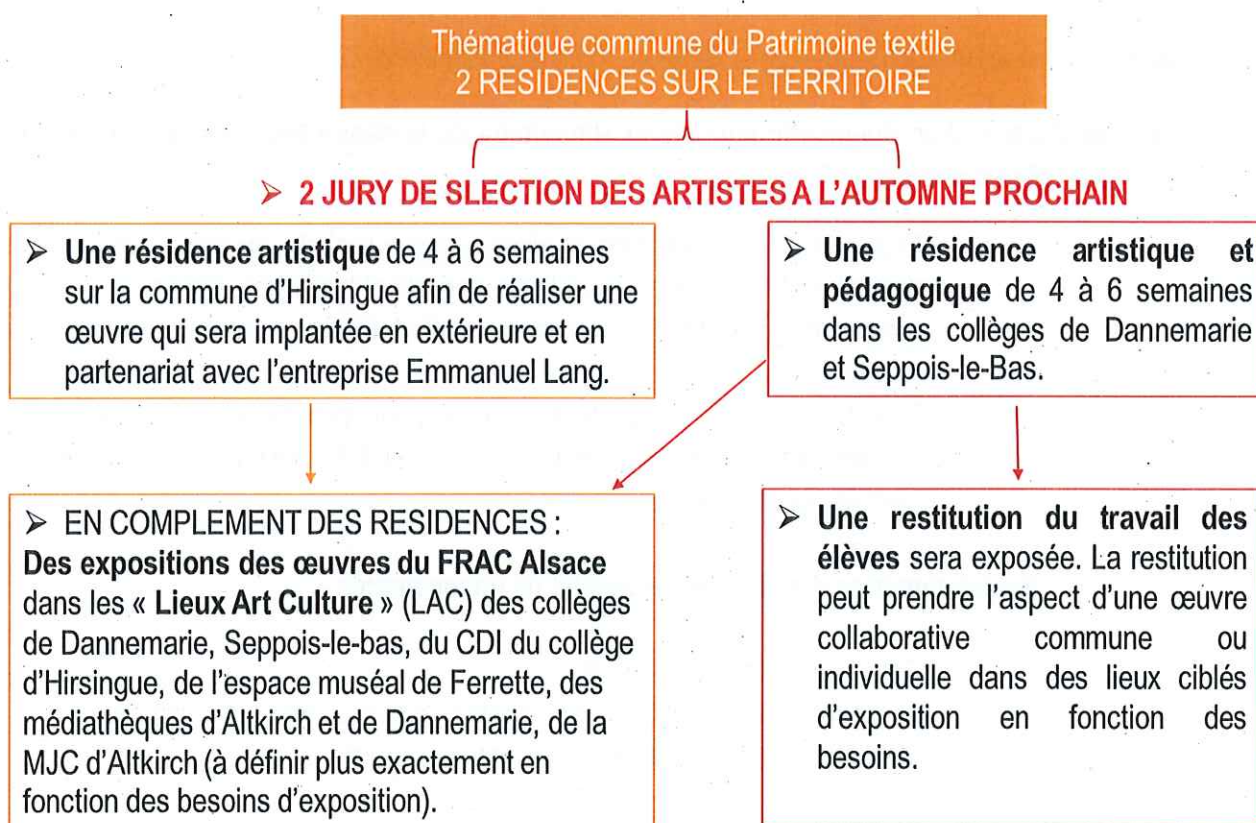 Thématique commune du Patrimoine textile
2 RESIDENCES SUR LE TERRITOIRE
➢ 2 JURY DE SLECTION DES ARTISTES A L'AUTOMNE PROCHAIN
➢ Une résidence artistique de 4 à 6 semaines
sur la commune d'Hirsingue afin de réaliser une
œuvre qui sera implantée en extérieure et en
partenariat avec l'entreprise Emmanuel Lang.
➢ Une résidence artistique et
pédagogique de 4 à 6 semaines
dans les collèges de Dannemarie
et Seppois-le-Bas.
➢ EN COMPLEMENT DES RESIDENCES :
Des expositions des œuvres du FRAC Alsace
dans les « Lieux Art Culture » (LAC) des collèges
de Dannemarie, Seppois-le-bas, du CDI du collège
d'Hirsingue, de l'espace muséal de Ferrette, des
médiathèques d'Altkirch et de Dannemarie, de la
MJC d'Altkirch (à définir plus exactement en
fonction des besoins d'exposition).
➢ Une restitution du travail des
élèves sera exposée. La restitution
peut prendre l'aspect d'une œuvre
collaborative commune ou
individuelle dans des lieux ciblés
d'exposition en fonction des
besoins.